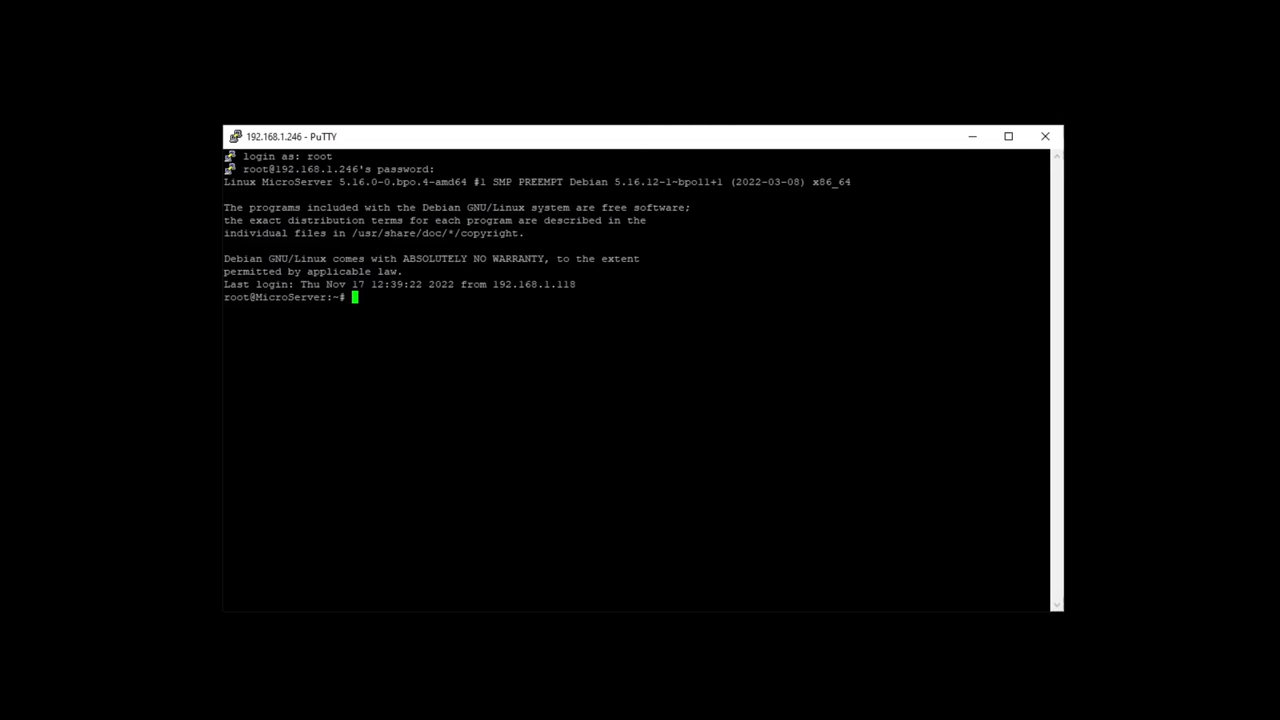 192.168.1.246 - PuTTY
login as: root
root@192.168.1.246's password:
Linux MicroServer 5.16.0-0.bpo.4-amd64 #1 SMP PREEMPT Debian 5.16.12-1~bpo11+1 (2022-03-08) x86_64
The programs included with the Debian GNU/Linux system are free software;
the exact distribution terms for each program are described in the
individual files in /usr/share/doc/*/copyright.
Debian GNU/Linux comes with ABSOLUTELY NO WARRANTY, to the extent
permitted by applicable law.
Last login: Thu Nov 17 12:39:22 2022 from 192.168.1.118
root@MicroServer:~#